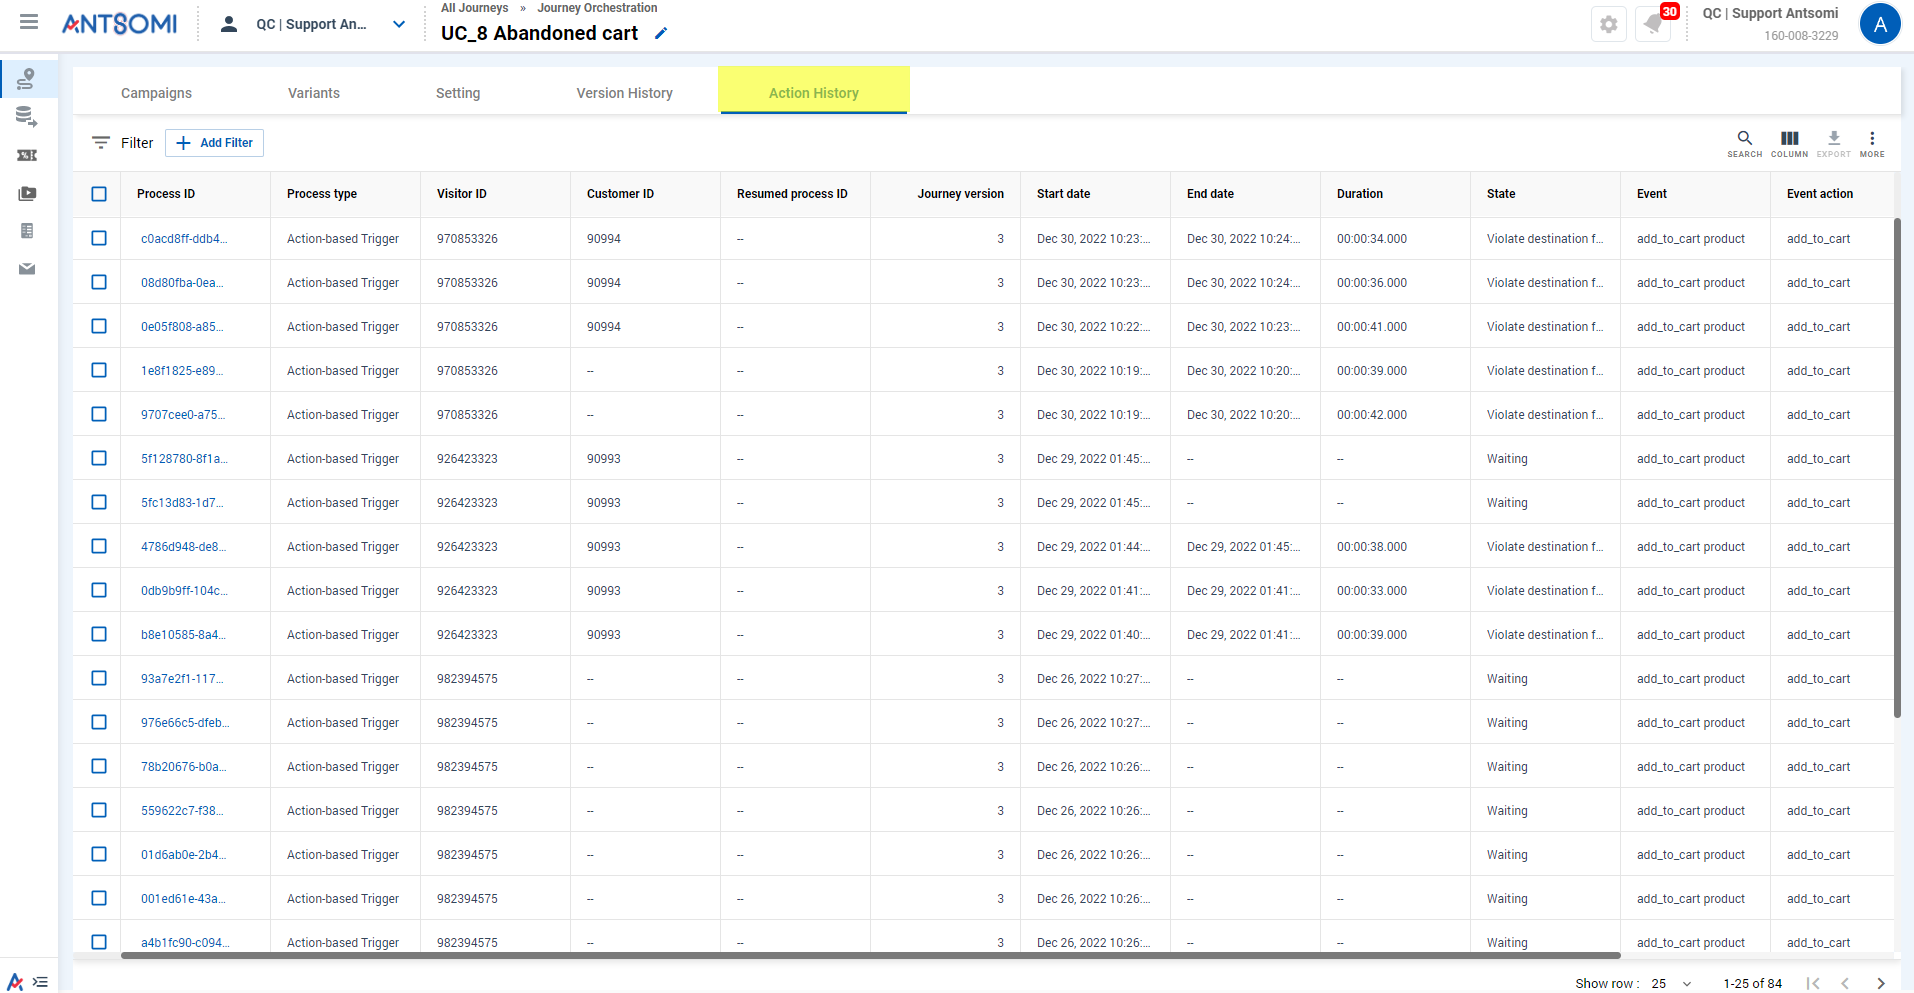 ANTSOMI
QC | Support An...
All Journeys » Journey Orchestration
UC_8 Abandoned cart
30
QC | Support Antsomi
160-008-3229
A
Campaigns Variants Setting Version History Action History
Filter + Add Filter
SEARCH COLUMN EXPORT MORE
Process ID Process type Visitor ID Customer ID Resumed process ID Journey version Start date End date Duration State Event Event action
c0acd8ff-ddb4... Action-based Trigger 970853326 90994 -- 3 Dec 30, 2022 10:23:... Dec 30, 2022 10:24:... 00:00:34.000 Violate destination f... add_to_cart product add_to_cart
08d80fba-0ea... Action-based Trigger 970853326 90994 -- 3 Dec 30, 2022 10:23:... Dec 30, 2022 10:24:... 00:00:36.000 Violate destination f... add_to_cart product add_to_cart
0e05f808-a85... Action-based Trigger 970853326 90994 -- 3 Dec 30, 2022 10:22:... Dec 30, 2022 10:23:... 00:00:41.000 Violate destination f... add_to_cart product add_to_cart
1e8f1825-e89... Action-based Trigger 970853326 -- -- 3 Dec 30, 2022 10:19:... Dec 30, 2022 10:20:... 00:00:39.000 Violate destination f... add_to_cart product add_to_cart
9707cee0-a75... Action-based Trigger 970853326 -- -- 3 Dec 30, 2022 10:19:... Dec 30, 2022 10:20:... 00:00:42.000 Violate destination f... add_to_cart product add_to_cart
5f128780-8f1a... Action-based Trigger 926423323 90993 -- 3 Dec 29, 2022 01:45:... -- -- Waiting add_to_cart product add_to_cart
5fc13d83-1d7... Action-based Trigger 926423323 90993 -- 3 Dec 29, 2022 01:45:... -- -- Waiting add_to_cart product add_to_cart
4786d948-de8... Action-based Trigger 926423323 90993 -- 3 Dec 29, 2022 01:44:... Dec 29, 2022 01:45:... 00:00:38.000 Violate destination f... add_to_cart product add_to_cart
0db9b9ff-104c... Action-based Trigger 926423323 90993 -- 3 Dec 29, 2022 01:41:... Dec 29, 2022 01:41:... 00:00:33.000 Violate destination f... add_to_cart product add_to_cart
b8e10585-8a4... Action-based Trigger 926423323 90993 -- 3 Dec 29, 2022 01:40:... Dec 29, 2022 01:41:... 00:00:39.000 Violate destination f... add_to_cart product add_to_cart
93a7e2f1-117... Action-based Trigger 982394575 -- -- 3 Dec 26, 2022 10:27:... -- -- Waiting add_to_cart product add_to_cart
976e66c5-dfeb... Action-based Trigger 982394575 -- -- 3 Dec 26, 2022 10:27:... -- -- Waiting add_to_cart product add_to_cart
78b20676-b0a... Action-based Trigger 982394575 -- -- 3 Dec 26, 2022 10:26:... -- -- Waiting add_to_cart product add_to_cart
559622c7-f38... Action-based Trigger 982394575 -- -- 3 Dec 26, 2022 10:26:... -- -- Waiting add_to_cart product add_to_cart
01d6ab0e-2b4... Action-based Trigger 982394575 -- -- 3 Dec 26, 2022 10:26:... -- -- Waiting add_to_cart product add_to_cart
001ed61e-43a... Action-based Trigger 982394575 -- -- 3 Dec 26, 2022 10:26:... -- -- Waiting add_to_cart product add_to_cart
a4b1fc90-c094... Action-based Trigger 982394575 -- -- 3 Dec 26, 2022 10:26:... -- -- Waiting add_to_cart product add_to_cart
Show row : 25 1-25 of 84